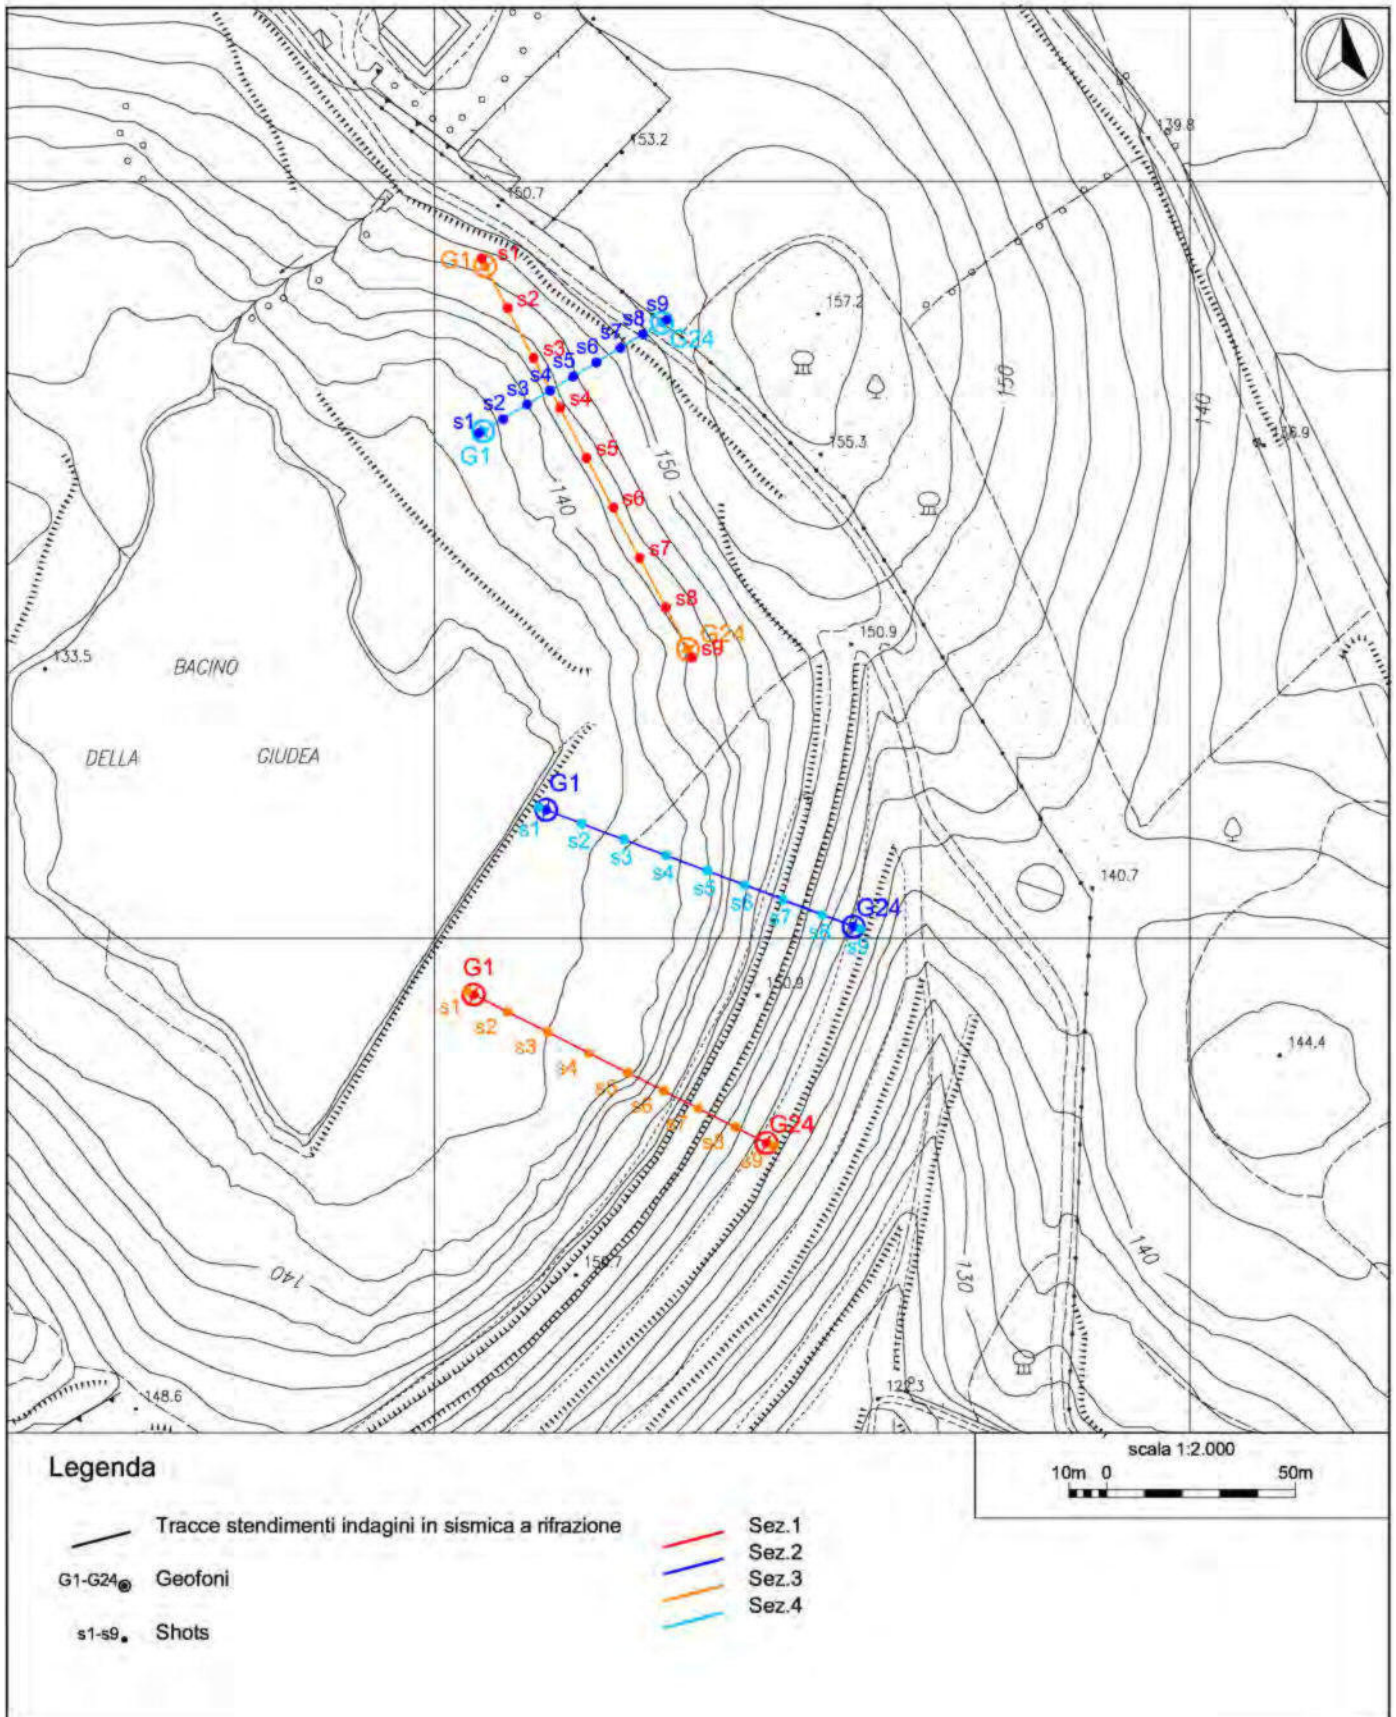 139.8
153.2
150.7
s1
G1
s2
157.2
s9
s8
G24
s7
s3
s6
s5
150
s4
140
s3
s2
s4
s1
155.3
G1
s5
150
140
s6
s7
s8
150.9
G24
s9
133.5
BACINO
DELLA
GIUDEA
G1
s1
s2
s3
s4
s5
140.7
s6
s7
G24
s8
s9
G1
150.9
s1
s2
s3
144.4
s4
s5
s6
s7
G24
s8
s9
140
140
130
148.6
Legenda
scala 1:2.000
10m 0 50m
Tracce stendimenti indagini in sismica a rifrazione
G1-G24 Geofoni
s1-s9 Shots
Sez.1
Sez.2
Sez.3
Sez.4